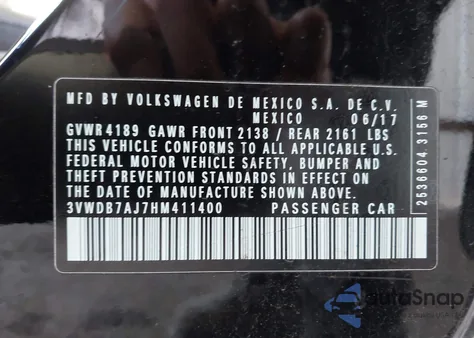 MFD BY VOLKSWAGEN DE MEXICO S.A. DE C.V.
MEXICO 06/17
GVWR 4189 GAWR FRONT 2138 / REAR 2161 LBS
THIS VEHICLE CONFORMS TO ALL APPLICABLE U.S.
FEDERAL MOTOR VEHICLE SAFETY, BUMPER AND
THEFT PREVENTION STANDARDS IN EFFECT ON
THE DATE OF MANUFACTURE SHOWN ABOVE
3VWDB7AJ7HM411400 PASSENGER CAR
2536604 3156 M
autoSnap